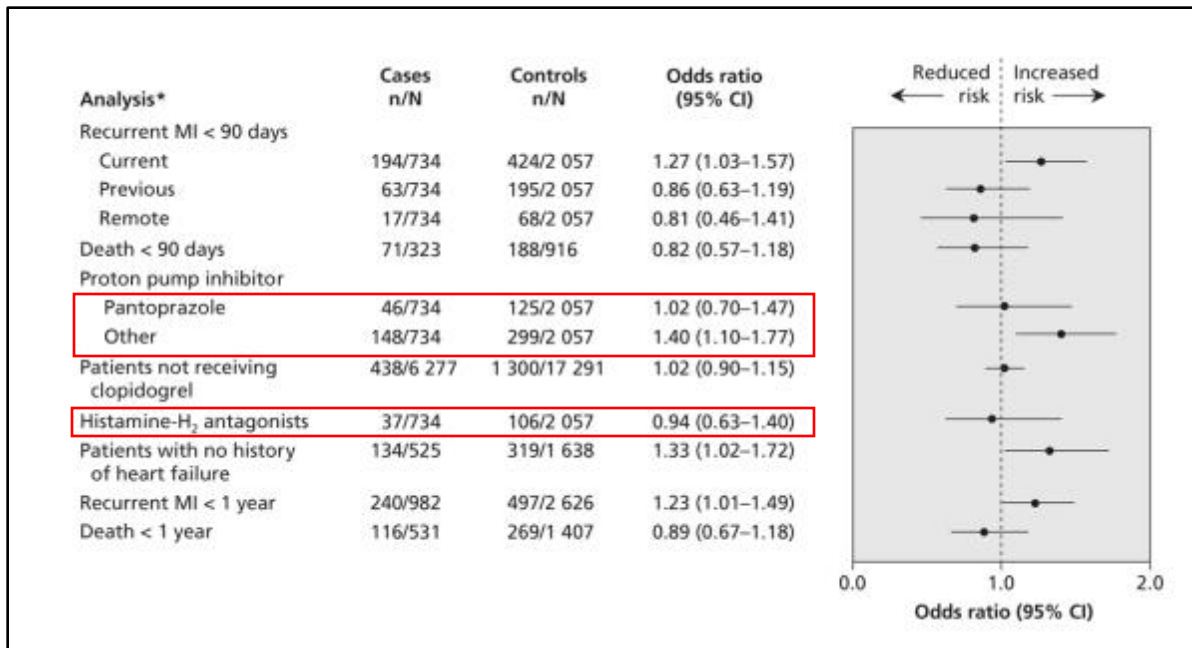 Analysis* Cases n/N Controls n/N Odds ratio (95% CI) Reduced risk Increased risk
Recurrent MI < 90 days
Current 194/734 424/2 057 1.27 (1.03–1.57)
Previous 63/734 195/2 057 0.86 (0.63–1.19)
Remote 17/734 68/2 057 0.81 (0.46–1.41)
Death < 90 days 71/323 188/916 0.82 (0.57–1.18)
Proton pump inhibitor
Pantoprazole 46/734 125/2 057 1.02 (0.70–1.47)
Other 148/734 299/2 057 1.40 (1.10–1.77)
Patients not receiving 438/6 277 1 300/17 291 1.02 (0.90–1.15)
clopidogrel
Histamine-H₂ antagonists 37/734 106/2 057 0.94 (0.63–1.40)
Patients with no history 134/525 319/1 638 1.33 (1.02–1.72)
of heart failure
Recurrent MI < 1 year 240/982 497/2 626 1.23 (1.01–1.49)
Death < 1 year 116/531 269/1 407 0.89 (0.67–1.18)
0.0 1.0 2.0
Odds ratio (95% CI)